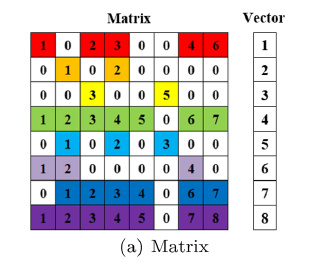 Matrix Vector
1 0 2 3 0 0 4 6 1
0 1 0 2 0 0 0 0 2
0 0 3 0 0 5 0 0 3
1 2 3 4 5 0 6 7 4
0 1 0 2 0 3 0 0 5
1 2 0 0 0 0 4 0 6
0 1 2 3 4 0 6 7 7
1 2 3 4 5 0 7 8 8
(a) Matrix